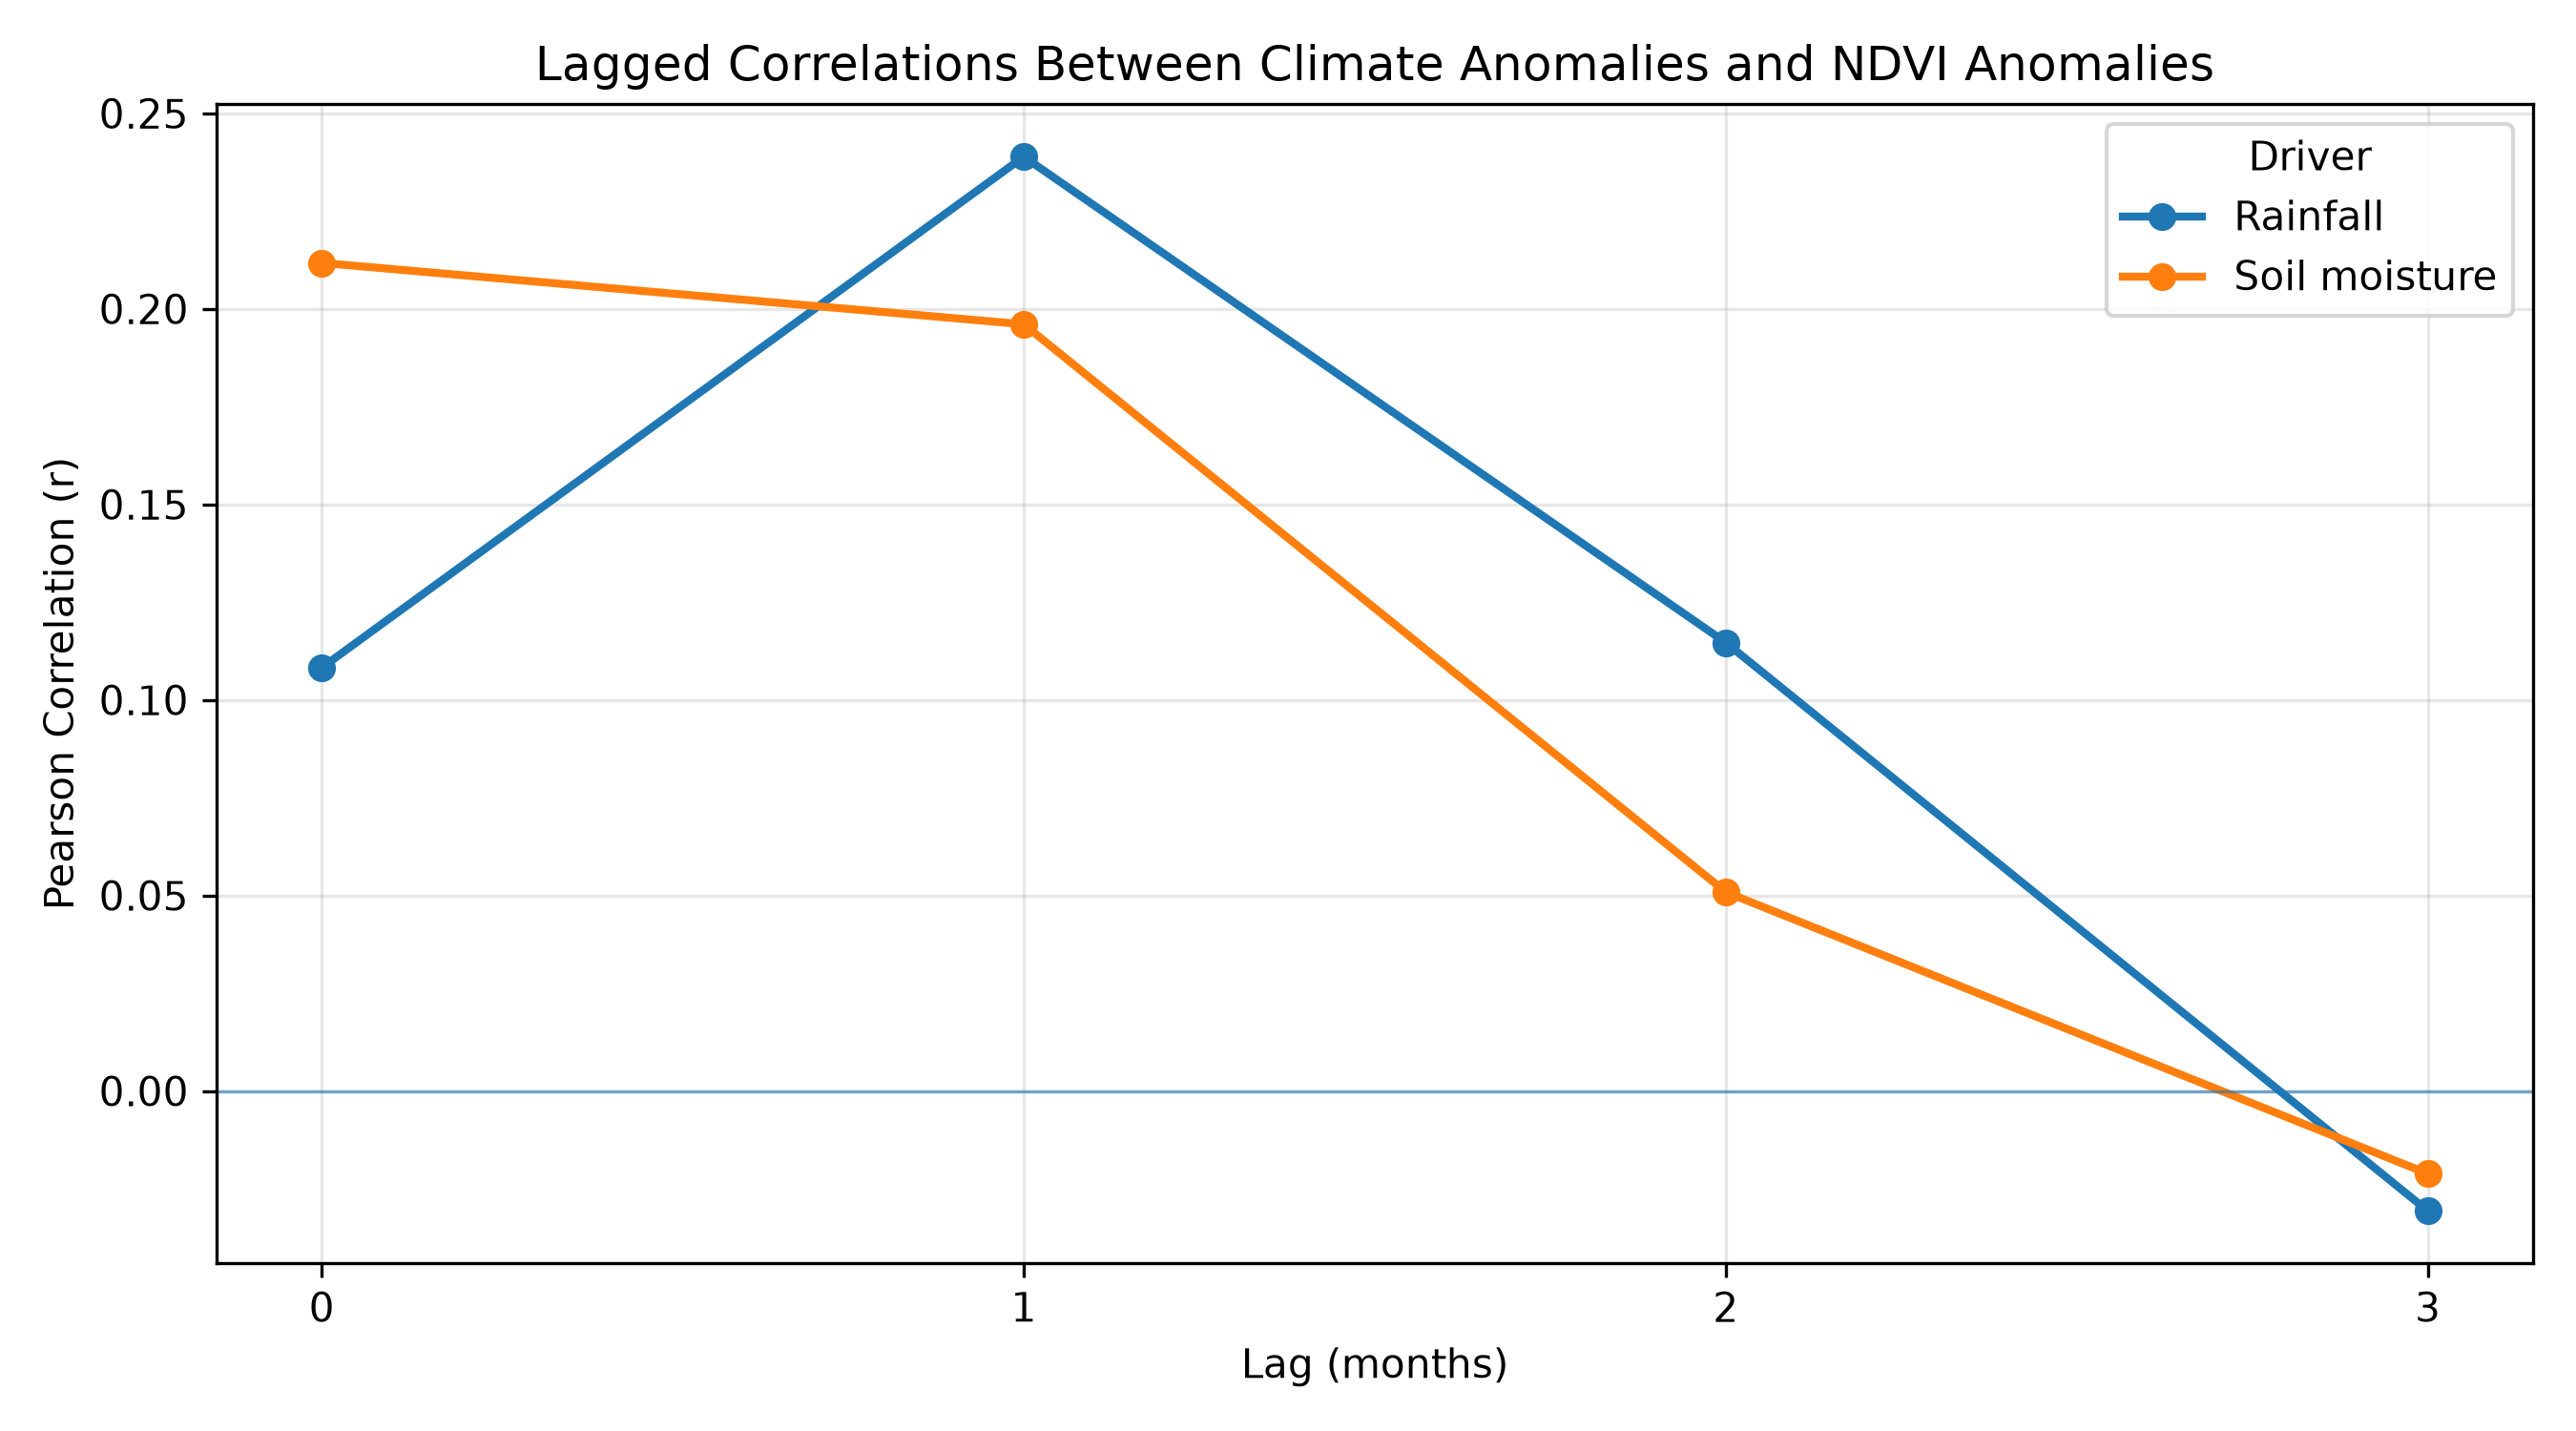 Lagged Correlations Between Climate Anomalies and NDVI Anomalies
Pearson Correlation (r)
0.25
0.20
0.15
0.10
0.05
0.00
Driver
Rainfall
Soil moisture
0 1 2 3
Lag (months)